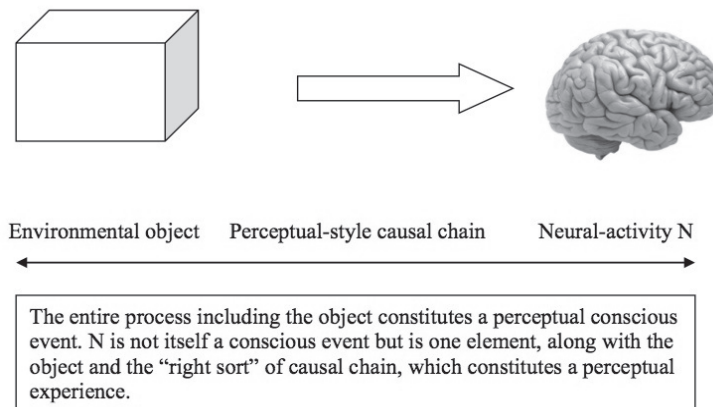 Environmental object Perceptual-style causal chain Neural-activity N
The entire process including the object constitutes a perceptual conscious
event. N is not itself a conscious event but is one element, along with the
object and the “right sort” of causal chain, which constitutes a perceptual
experience.